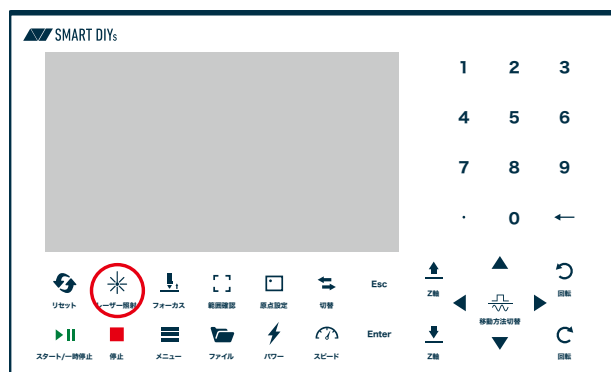 SMART DIYs
1 2 3
4 5 6
7 8 9
. 0 ←
リセット レーザー照射 フォーカス 範囲確認 原点設定 切替 Esc
Z軸 回転
移動方法切替
スタート/一時停止 停止 メニュー ファイル パワー スピード Enter
Z軸 回転